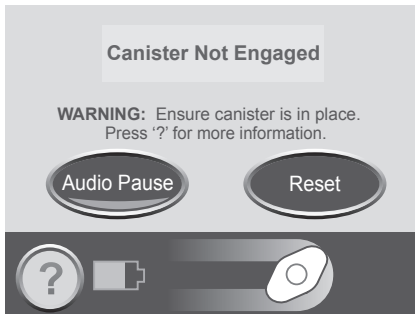 Canister Not Engaged
WARNING: Ensure canister is in place.
Press ‘?’ for more information.
Audio Pause Reset
?